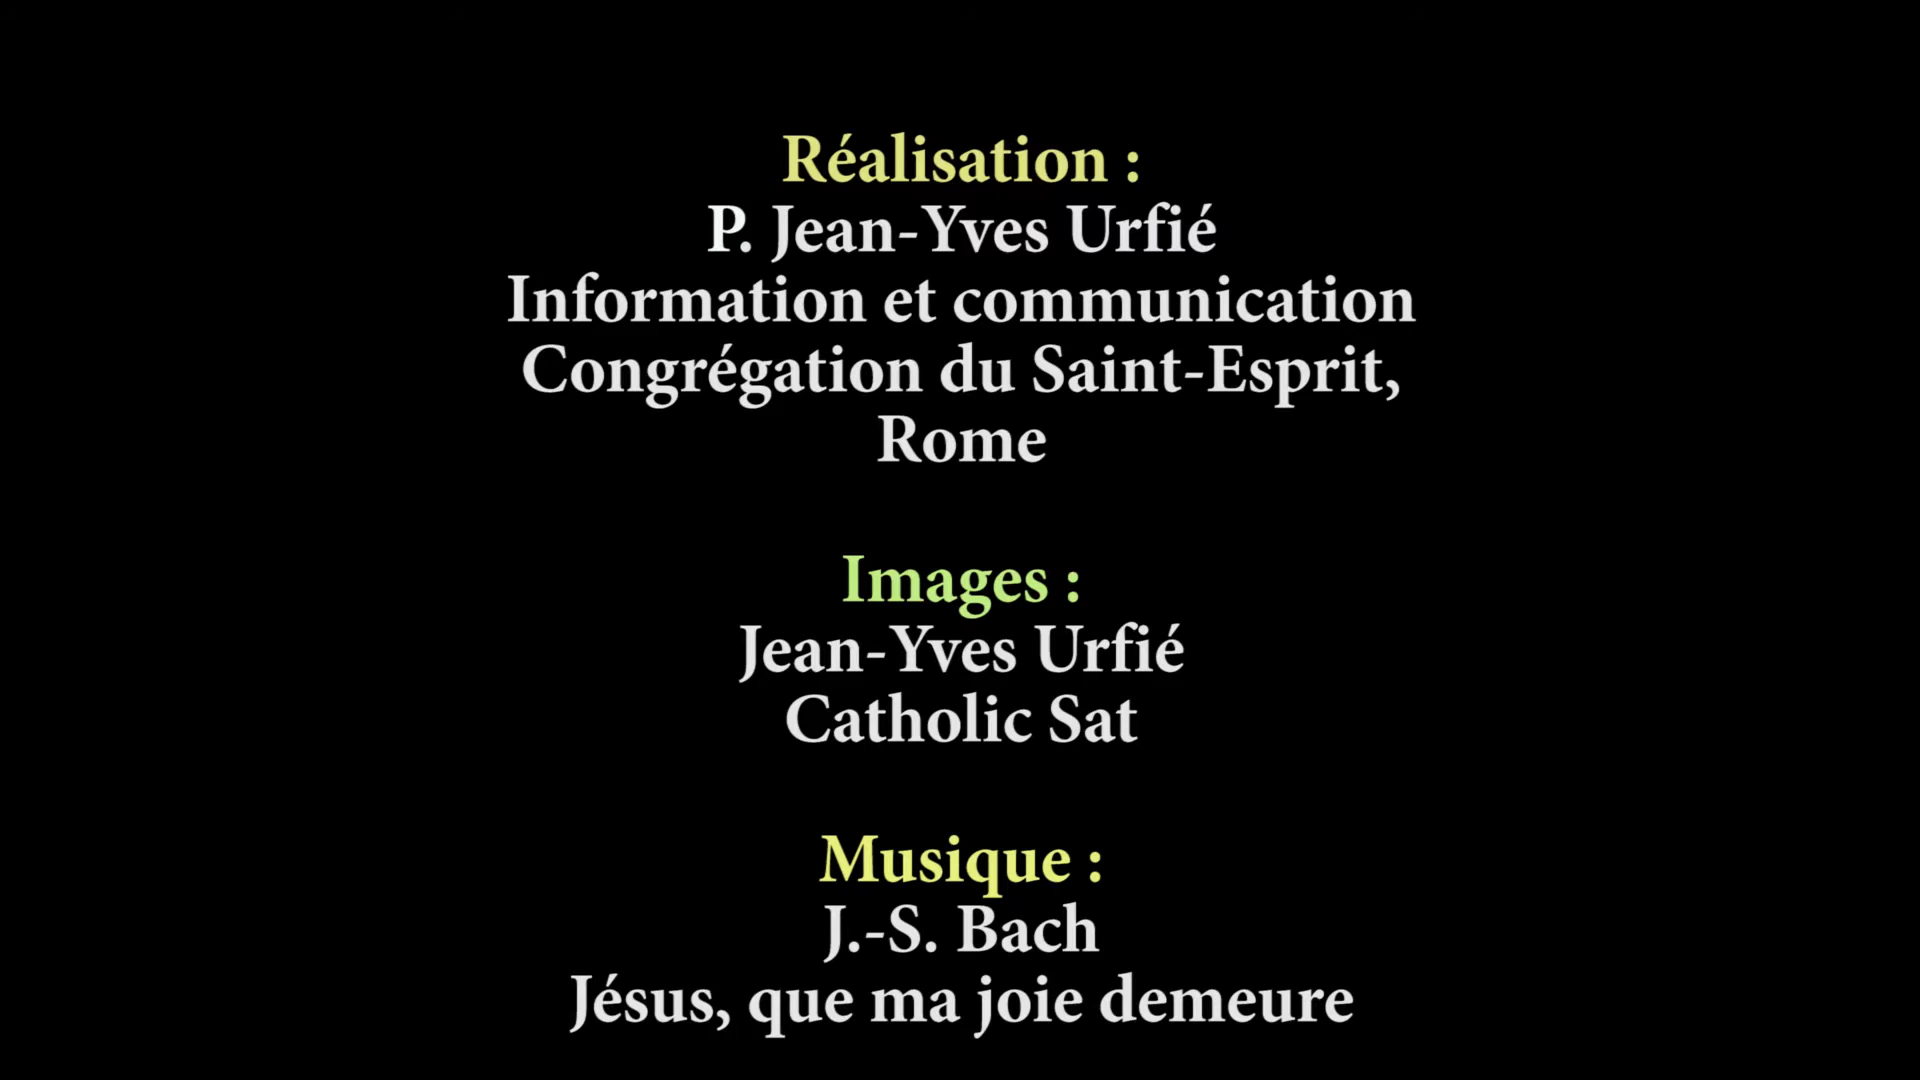 Réalisation :
P. Jean-Yves Urfié
Information et communication
Congrégation du Saint-Esprit,
Rome
Images :
Jean-Yves Urfié
Catholic Sat
Musique :
J.-S. Bach
Jésus, que ma joie demeure